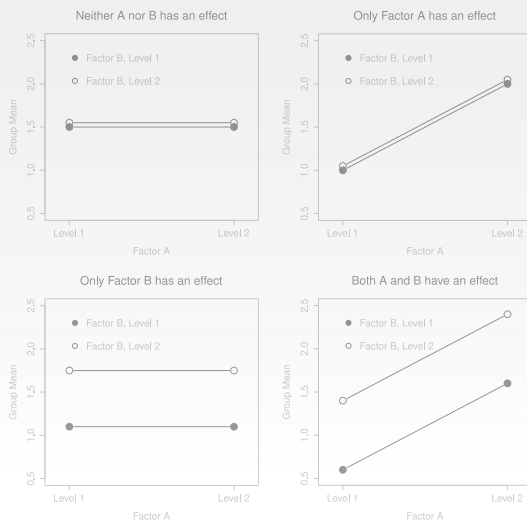 Neither A nor B has an effect
2.5
2.0
1.5
1.0
0.5
Group Mean
Factor B, Level 1
Factor B, Level 2
Level 1
Level 2
Factor A
Only Factor A has an effect
2.5
2.0
1.5
1.0
0.5
Group Mean
Factor B, Level 1
Factor B, Level 2
Level 1
Level 2
Factor A
Only Factor B has an effect
2.5
2.0
1.5
1.0
0.5
Group Mean
Factor B, Level 1
Factor B, Level 2
Level 1
Level 2
Factor A
Both A and B have an effect
2.5
2.0
1.5
1.0
0.5
Group Mean
Factor B, Level 1
Factor B, Level 2
Level 1
Level 2
Factor A